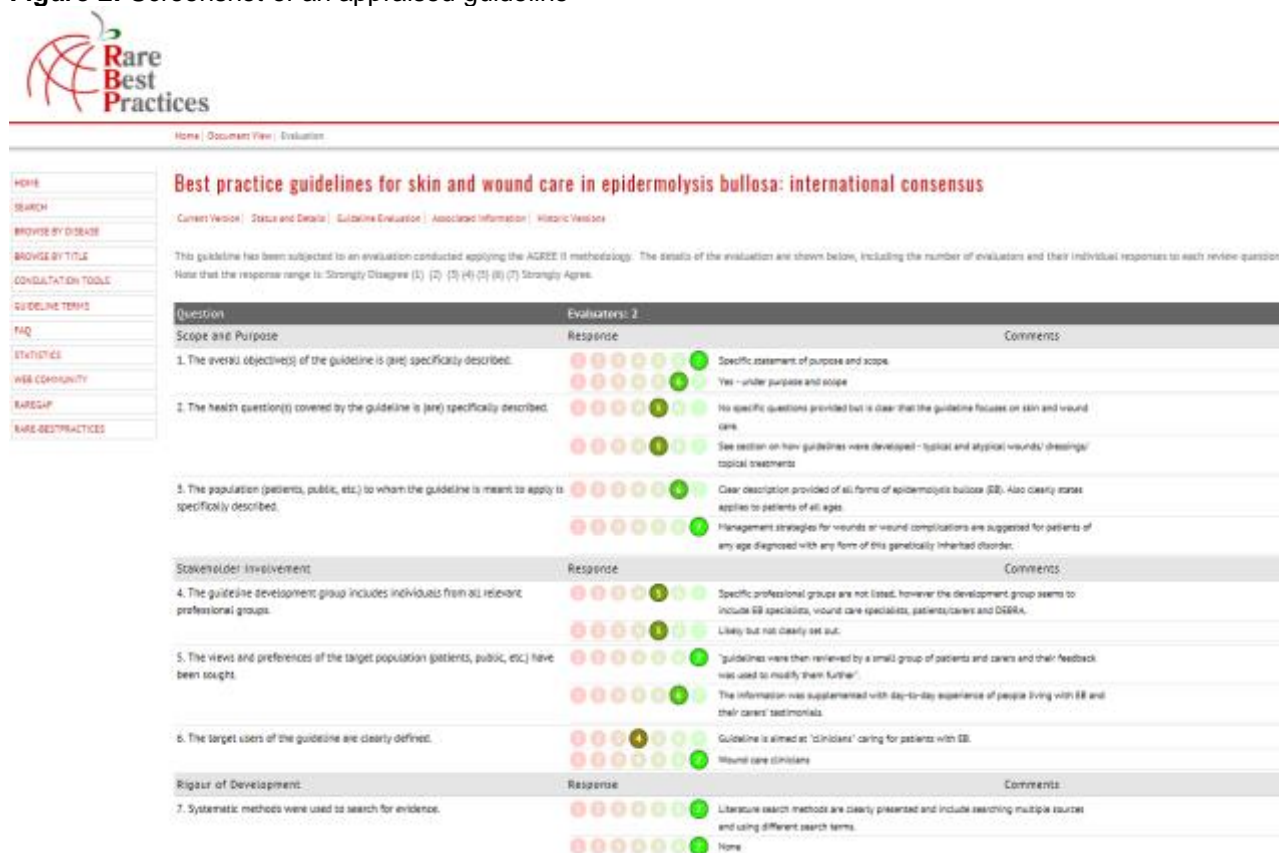 Figure 2. Screenshot of an appraised guideline
Rare
Best
Practices
Home | Document View | Evaluation
HOME
SEARCH
BROWSE BY DISEASE
BROWSE BY TITLE
CONSULTATION TOOLS
GUIDELINE TERMS
FAQ
STATISTICS
WEB COMMUNITY
RAREGAP
RARE-BESTPRACTICES
Best practice guidelines for skin and wound care in epidermolysis bullosa: international consensus
Current Version | Status and Details | Guideline Evaluation | Associated Information | Historic Versions
This guideline has been subjected to an evaluation conducted applying the AGREE II methodology. The details of the evaluation are shown below, including the number of evaluators and their individual responses to each review question
Note that the response range is: Strongly Disagree (1) (2) (3) (4) (5) (6) (7) Strongly Agree.
Question Evaluators: 2
Scope and Purpose Response Comments
1. The overall objective(s) of the guideline is (are) specifically described.
7 Specific statement of purpose and scope.
6 Yes - under purpose and scope
2. The health question(s) covered by the guideline is (are) specifically described.
5 No specific questions provided but is clear that the guideline focuses on skin and wound
care.
5 See section on how guidelines were developed - typical and atypical wounds/ dressings/
topical treatments
3. The population (patients, public, etc.) to whom the guideline is meant to apply is
specifically described.
6 Clear description provided of all forms of epidermolysis bullosa (EB). Also clearly states
applies to patients of all ages.
7 Management strategies for wounds or wound complications are suggested for patients of
any age diagnosed with any form of this genetically inherited disorder.
Stakeholder Involvement Response Comments
4. The guideline development group includes individuals from all relevant
professional groups.
5 Specific professional groups are not listed, however the development group seems to
include EB specialists, wound care specialists, patients/carers and DEBRA.
5 Likely but not clearly set out.
5. The views and preferences of the target population (patients, public, etc.) have
been sought.
7 "guidelines were then reviewed by a small group of patients and carers and their feedback
was used to modify them further".
6 The information was supplemented with day-to-day experience of people living with EB and
their carers' testimonials.
6. The target users of the guideline are clearly defined.
4 Guideline is aimed at "clinicians" caring for patients with EB.
7 Wound care clinicians
Rigour of Development Response Comments
7. Systematic methods were used to search for evidence.
7 Literature search methods are clearly presented and include searching multiple sources
and using different search terms.
7 None